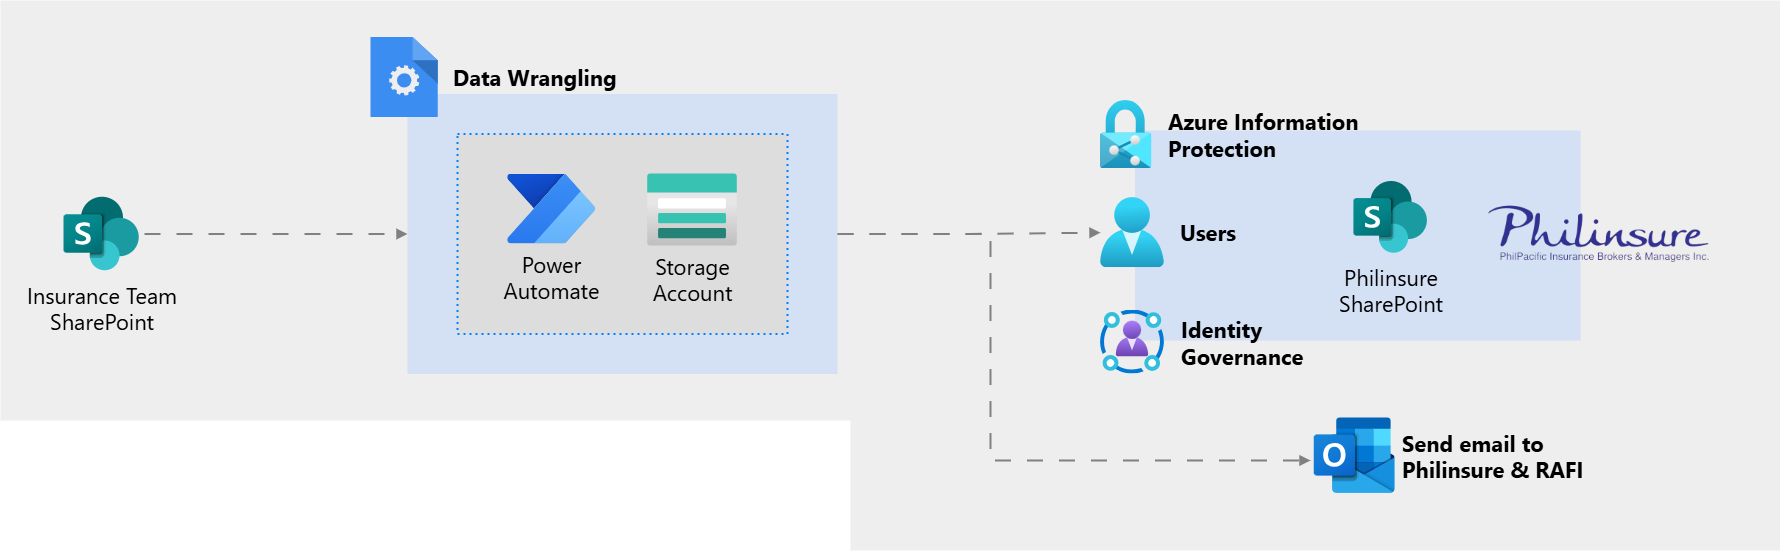 Data Wrangling
S
Insurance Team
SharePoint
Power
Automate
Storage
Account
Azure Information
Protection
Users
Identity
Governance
S
Philinsure
SharePoint
Philinsure
PhilPacific Insurance Brokers & Managers Inc.
O
Send email to
Philinsure & RAFI